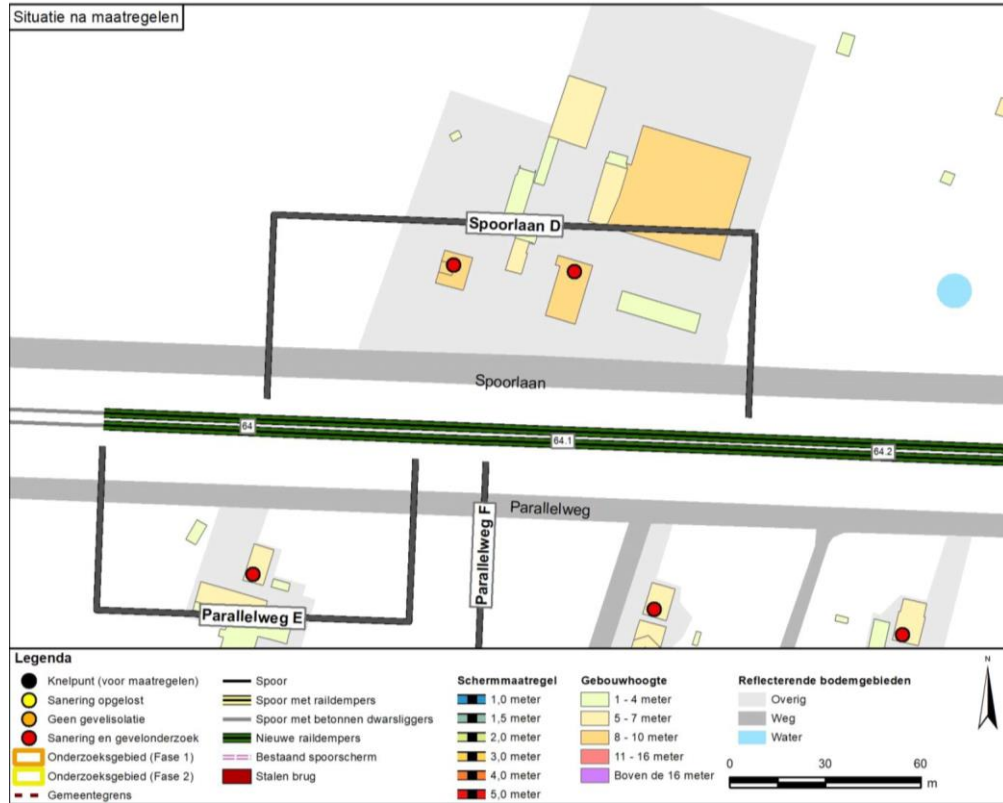 Situatie na maatregelen
Spoorlaan D
Spoorlaan
64
64.1
64.2
Parallelweg
Parallelweg F
Parallelweg E
Legenda
Knelpunt (voor maatregelen)
Sanering opgelost
Geen gevelisolatie
Sanering en gevelonderzoek
Onderzoeksgebied (Fase 1)
Onderzoeksgebied (Fase 2)
Gemeentegrens
Spoor
Spoor met raildempers
Spoor met betonnen dwarsliggers
Nieuwe raildempers
Bestaand spoorscherm
Stalen brug
Schermmaatregel
1,0 meter
1,5 meter
2,0 meter
3,0 meter
4,0 meter
5,0 meter
Gebouwhoogte
1 - 4 meter
5 - 7 meter
8 - 10 meter
11 - 16 meter
Boven de 16 meter
Reflecterende bodemgebieden
Overig
Weg
Water
N
0 30 60
m